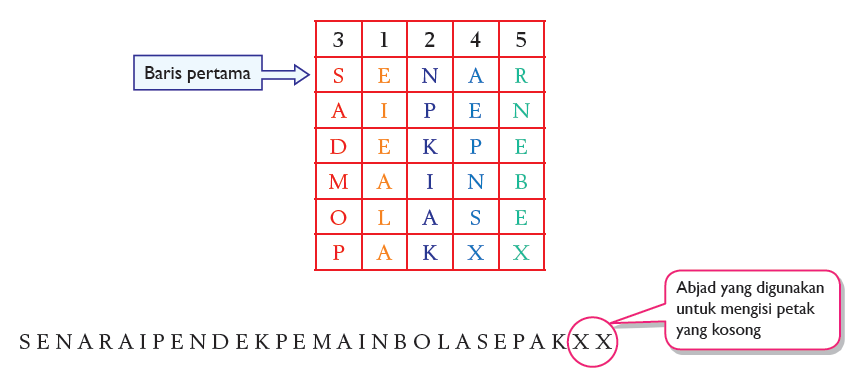 3 1 2 4 5
Baris pertama
S E N A R
A I P E N
D E K P E
M A I N B
O L A S E
P A K X X
Abjad yang digunakan
untuk mengisi petak
yang kosong
S E N A R A I P E N D E K P E M A I N B O L A S E P A K X X